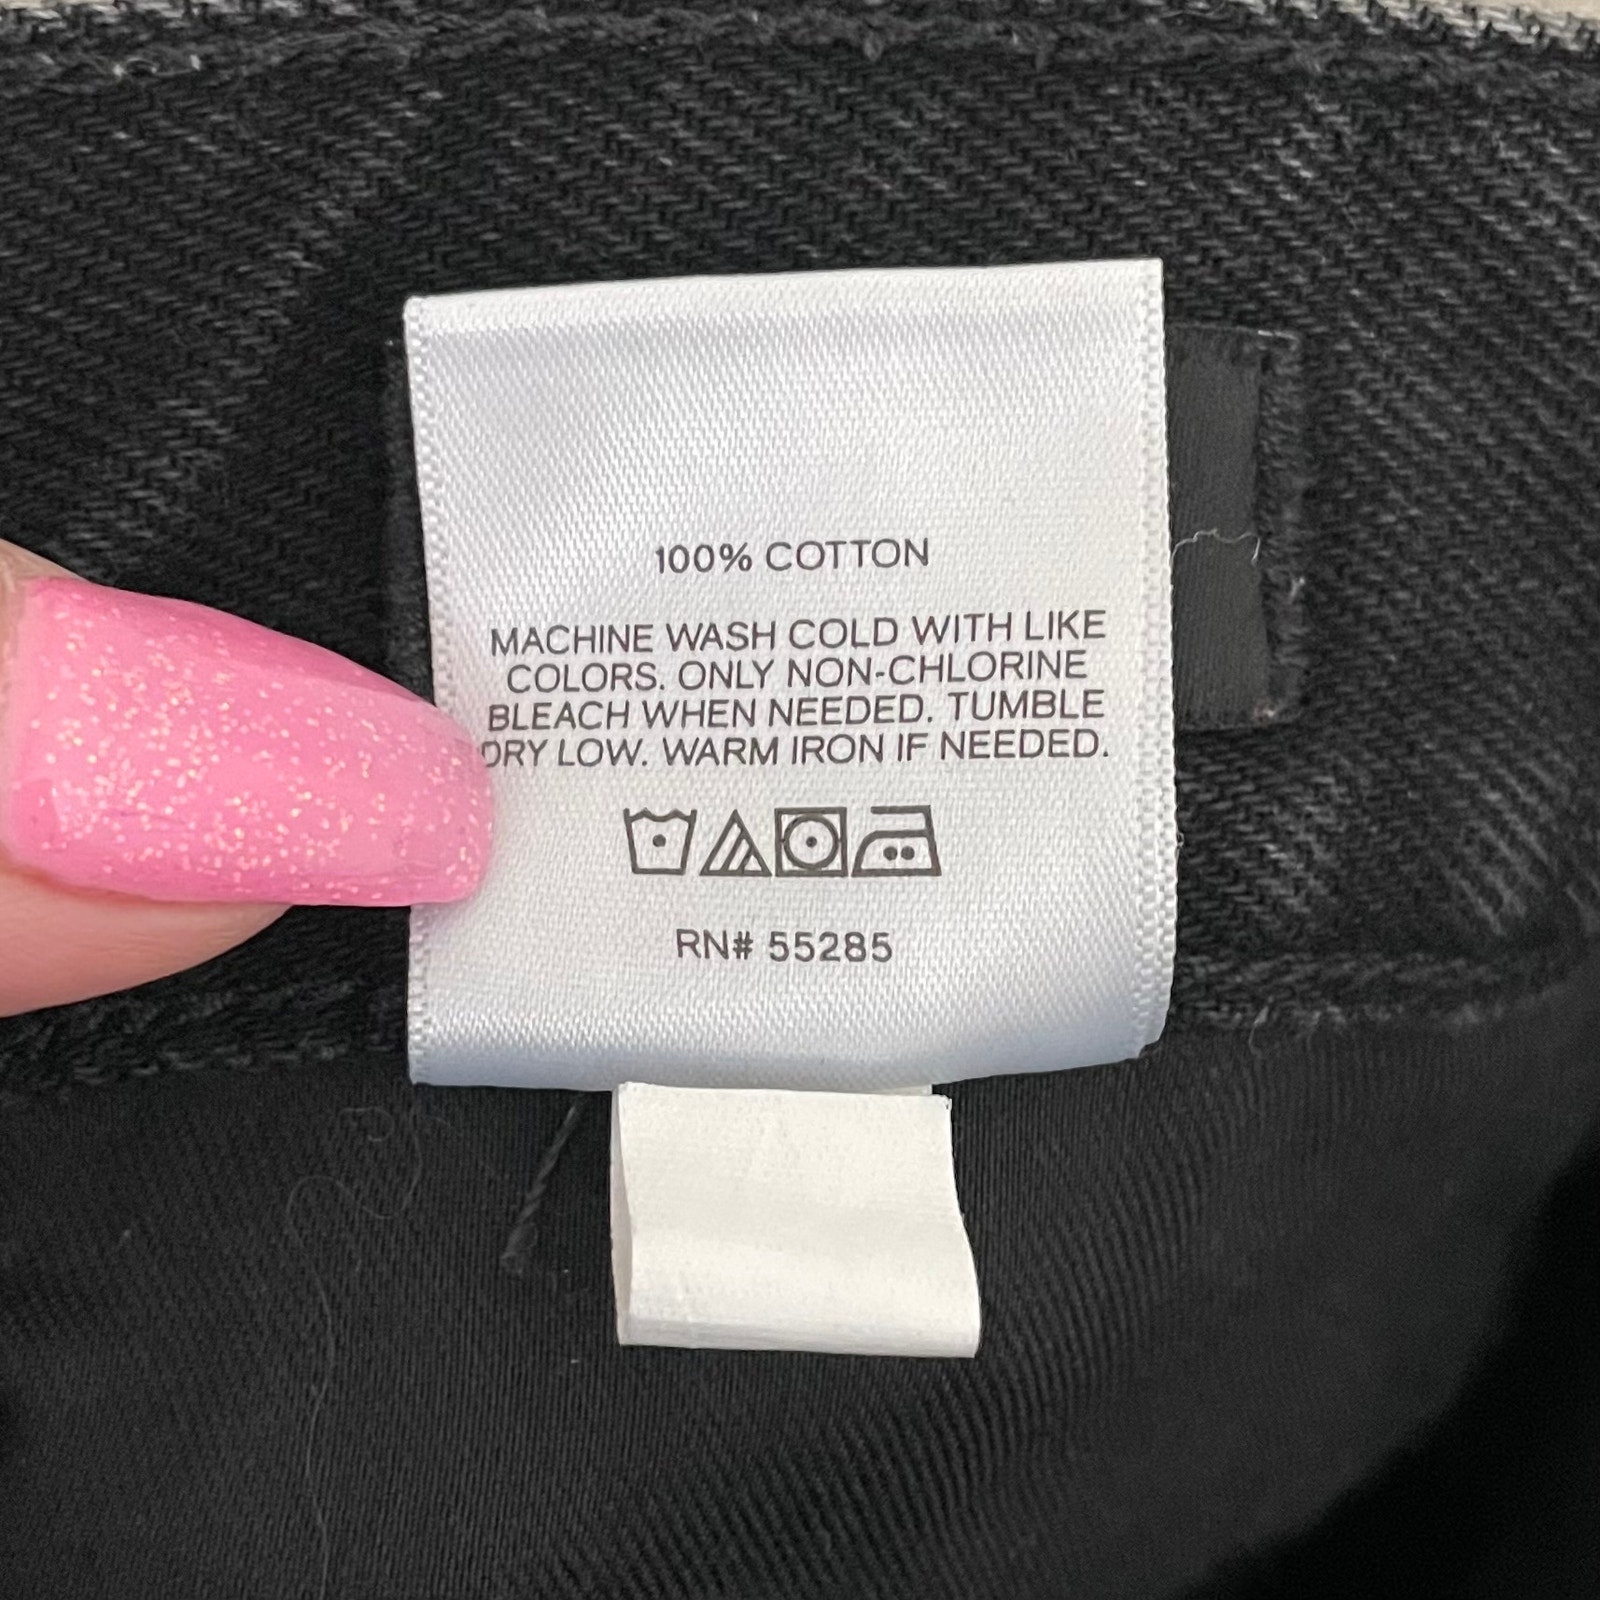 100% COTTON
MACHINE WASH COLD WITH LIKE
COLORS. ONLY NON-CHLORINE
BLEACH WHEN NEEDED. TUMBLE
DRY LOW. WARM IRON IF NEEDED.
RN# 55285